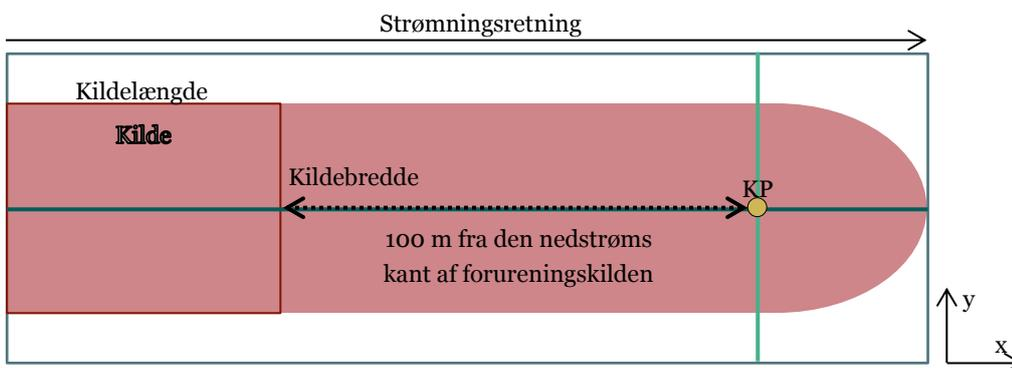 Strømningsretning
Kildelængde
Kilde
Kildebredde
KP
100 m fra den nedstrøms
kant af forureningskilden
y
x